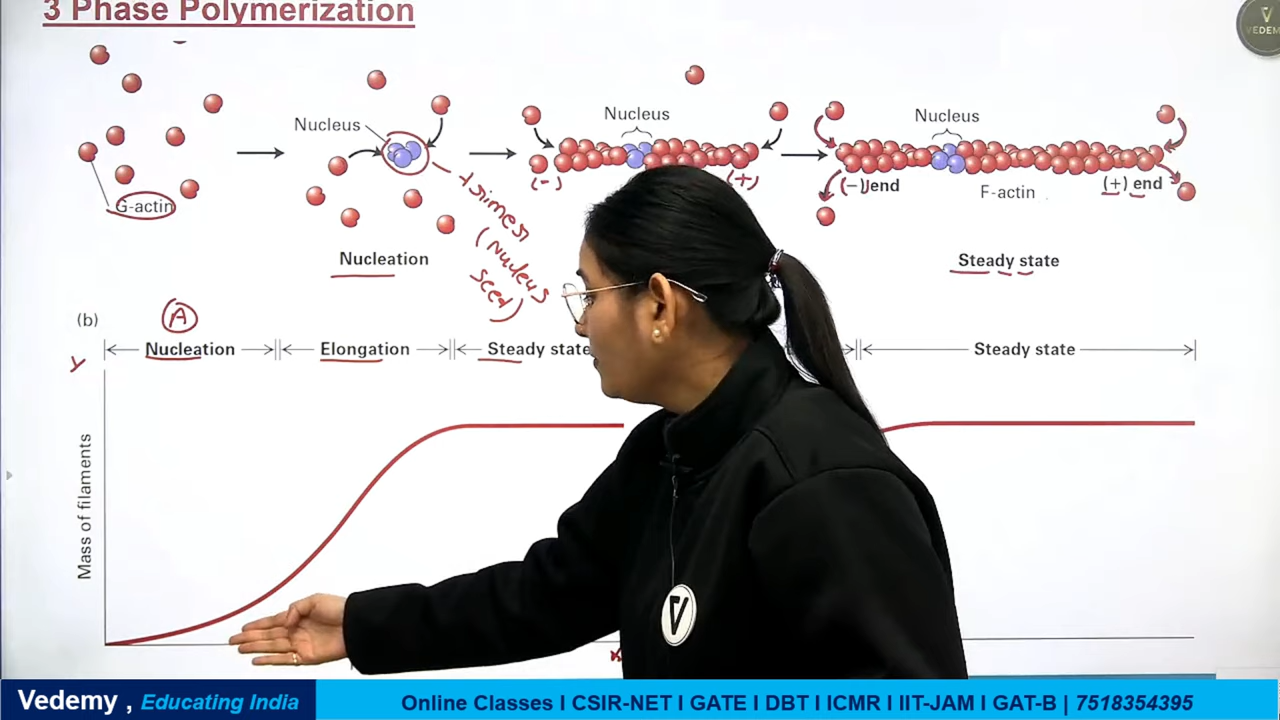 3 Phase Polymerization
VEDEM
Nucleus
Nucleus
Nucleus
G-actin
(-)
(+)
(-) end
F-actin
(+) end
trimer
(Nucleus
seed)
Nucleation
Steady state
(b)
A
Nucleation
Elongation
Steady state
Steady state
Y
Mass of filaments
Vedemy , Educating India
Online Classes I CSIR-NET I GATE I DBT I ICMR I IIT-JAM I GAT-B | 7518354395